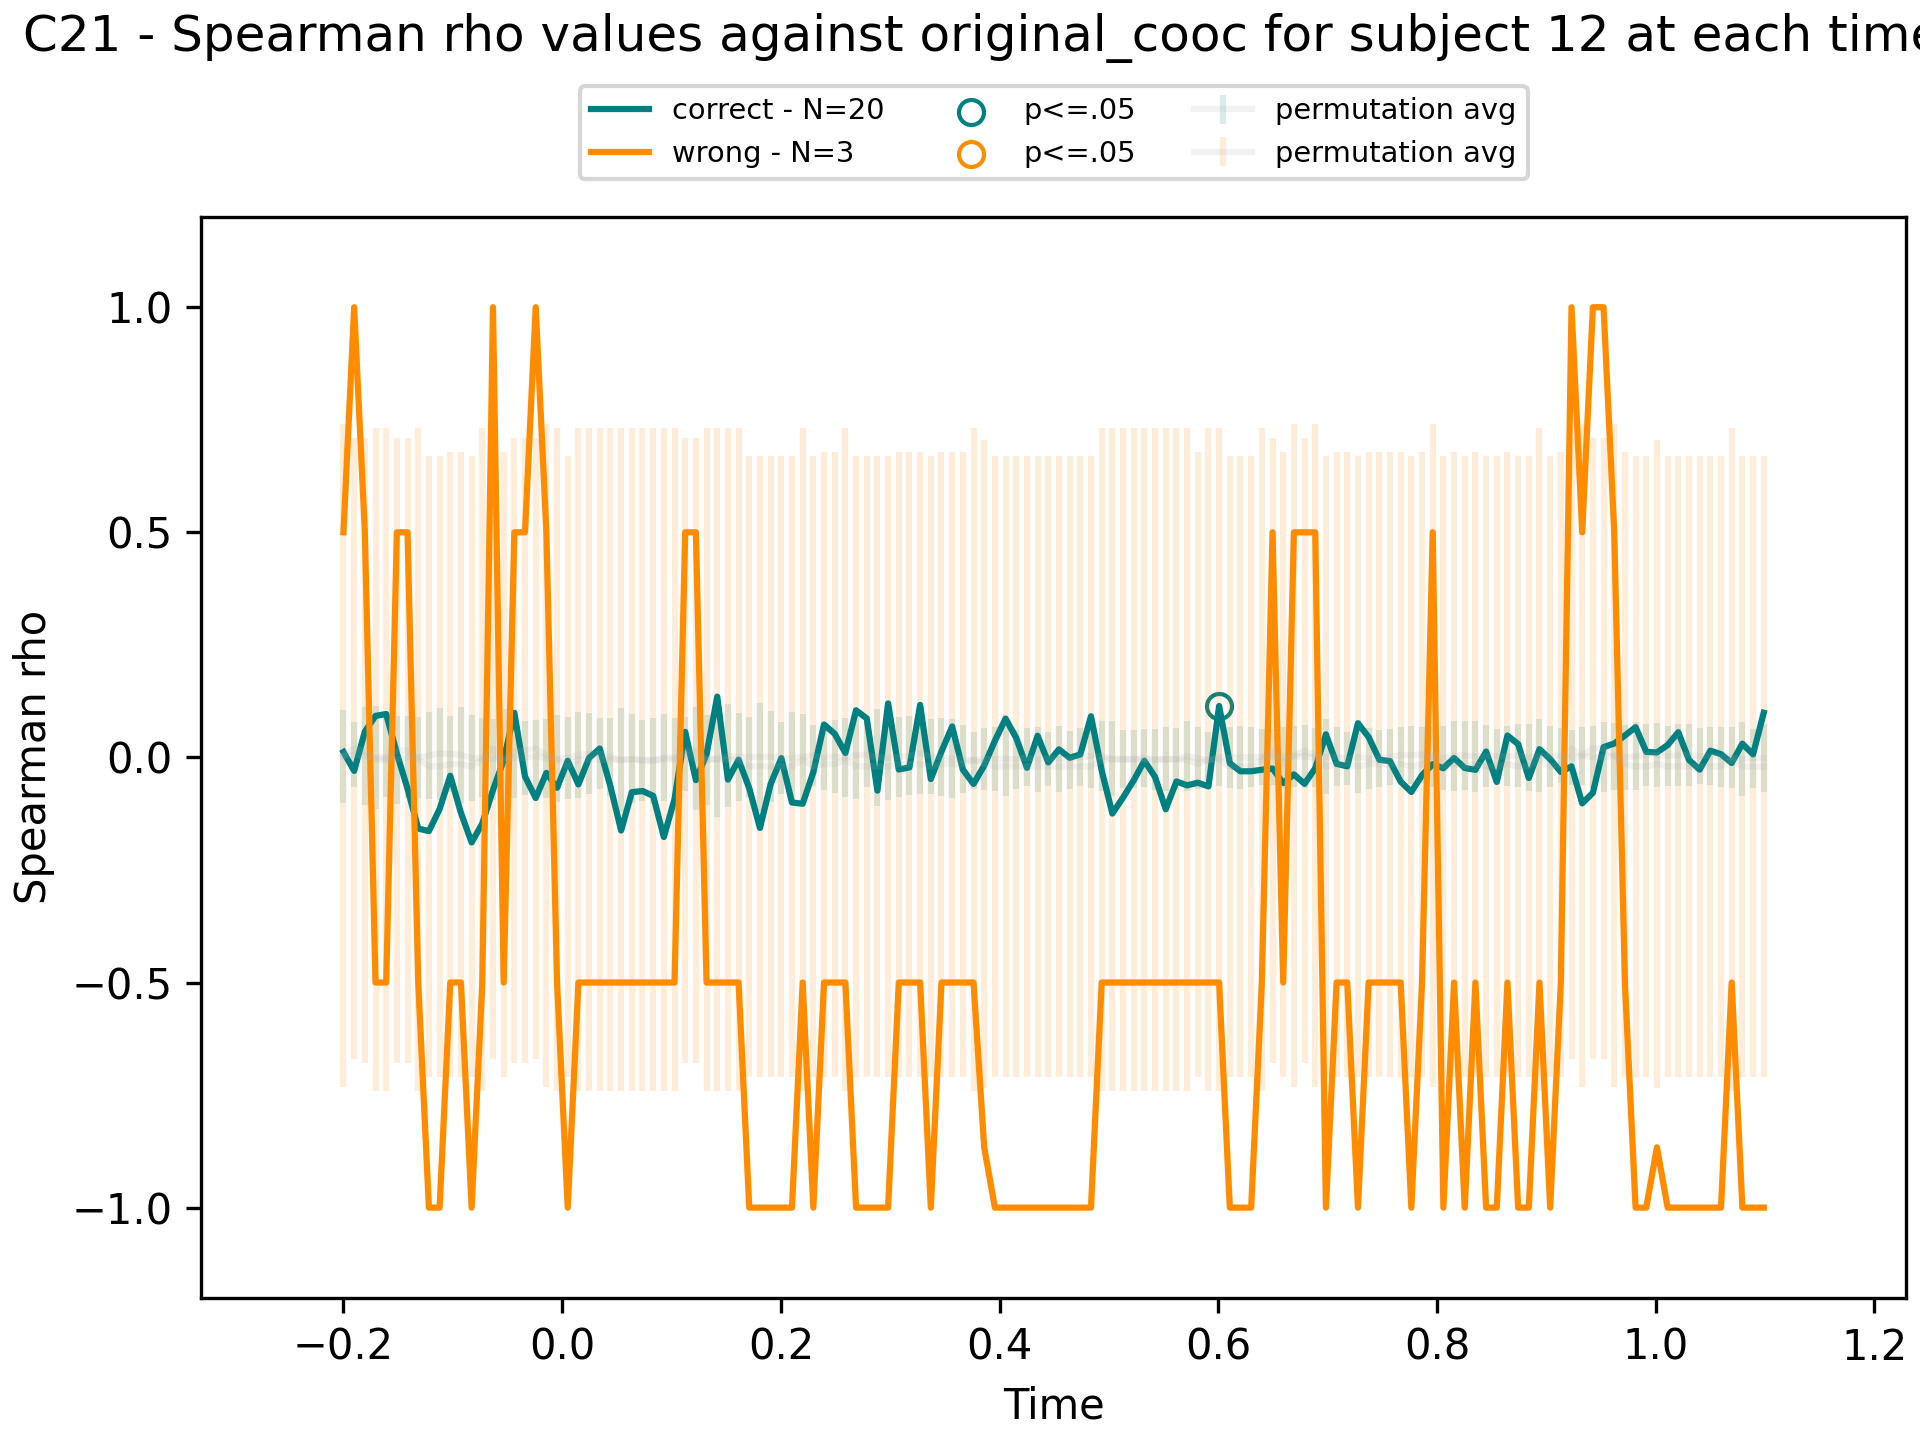 C21 - Spearman rho values against original_cooc for subject 12 at each time
correct - N=20 p<=.05 permutation avg
wrong - N=3 p<=.05 permutation avg
1.0
0.5
0.0
−0.5
−1.0
Spearman rho
−0.2 0.0 0.2 0.4 0.6 0.8 1.0 1.2
Time